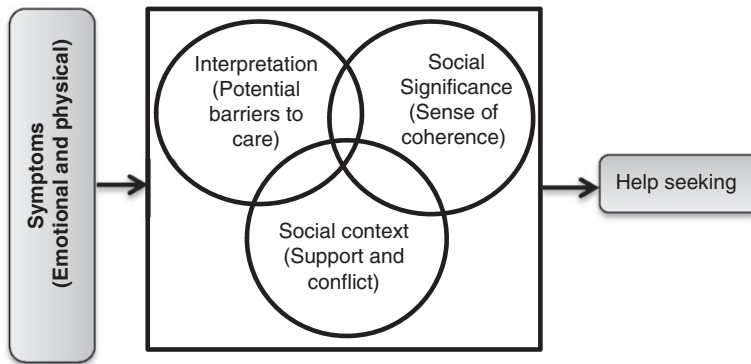 Symptoms
(Emotional and physical)
Interpretation
(Potential
barriers to
care)
Social
Significance
(Sense of
coherence)
Social context
(Support and
conflict)
Help seeking